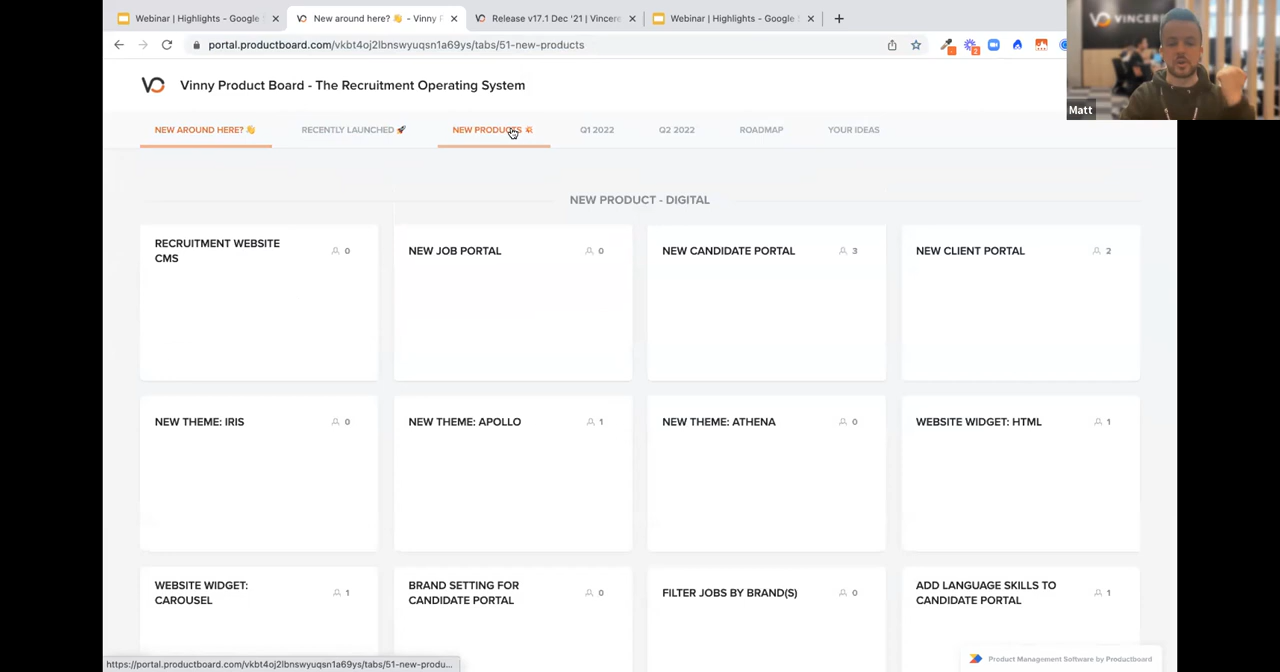 Webinar | Highlights - Google
New around here? 👋 - Vinny P
Release v17.1 Dec '21 | Vincere
Webinar | Highlights - Google S
portal.productboard.com/vkbt4oj2lbnswyuqsn1a69ys/tabs/51-new-products
VINCERE
Matt
Vinny Product Board - The Recruitment Operating System
NEW AROUND HERE? 👋
RECENTLY LAUNCHED 🚀
NEW PRODUCTS 💥
Q1 2022
Q2 2022
ROADMAP
YOUR IDEAS
NEW PRODUCT - DIGITAL
RECRUITMENT WEBSITE
CMS
0
NEW JOB PORTAL
0
NEW CANDIDATE PORTAL
3
NEW CLIENT PORTAL
2
NEW THEME: IRIS
0
NEW THEME: APOLLO
1
NEW THEME: ATHENA
0
WEBSITE WIDGET: HTML
1
WEBSITE WIDGET:
CAROUSEL
1
BRAND SETTING FOR
CANDIDATE PORTAL
0
FILTER JOBS BY BRAND(S)
0
ADD LANGUAGE SKILLS TO
CANDIDATE PORTAL
1
https://portal.productboard.com/vkbt4oj2lbnswyuqsn1a69ys/tabs/51-new-produ...
Product Management Software by Productboard